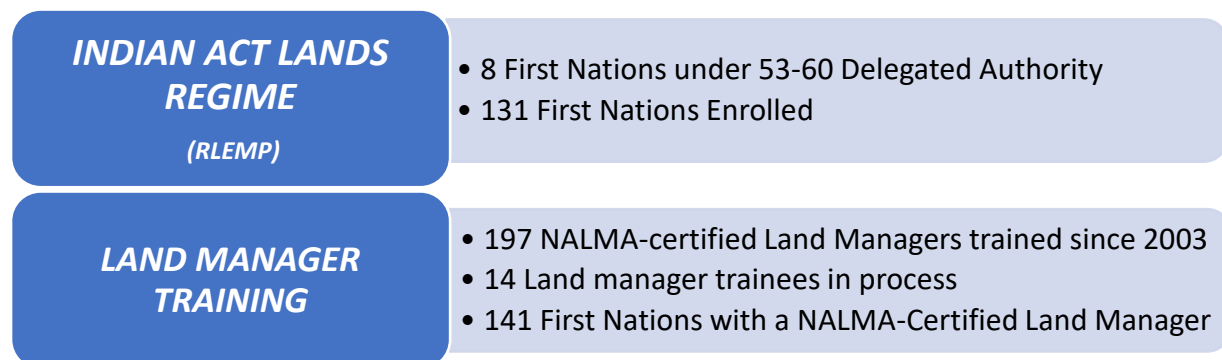 INDIAN ACT LANDS
REGIME
(RLEMP)
• 8 First Nations under 53-60 Delegated Authority
• 131 First Nations Enrolled
LAND MANAGER
TRAINING
• 197 NALMA-certified Land Managers trained since 2003
• 14 Land manager trainees in process
• 141 First Nations with a NALMA-Certified Land Manager